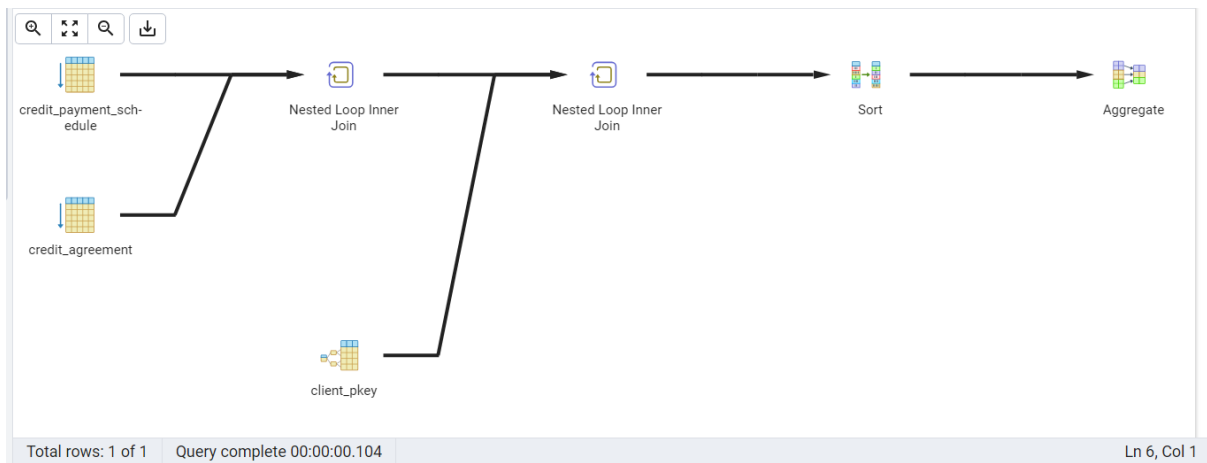 credit_payment_sch-
edule
Nested Loop Inner
Join
Nested Loop Inner
Join
Sort
Aggregate
credit_agreement
client_pkey
Total rows: 1 of 1
Query complete 00:00:00.104
Ln 6, Col 1